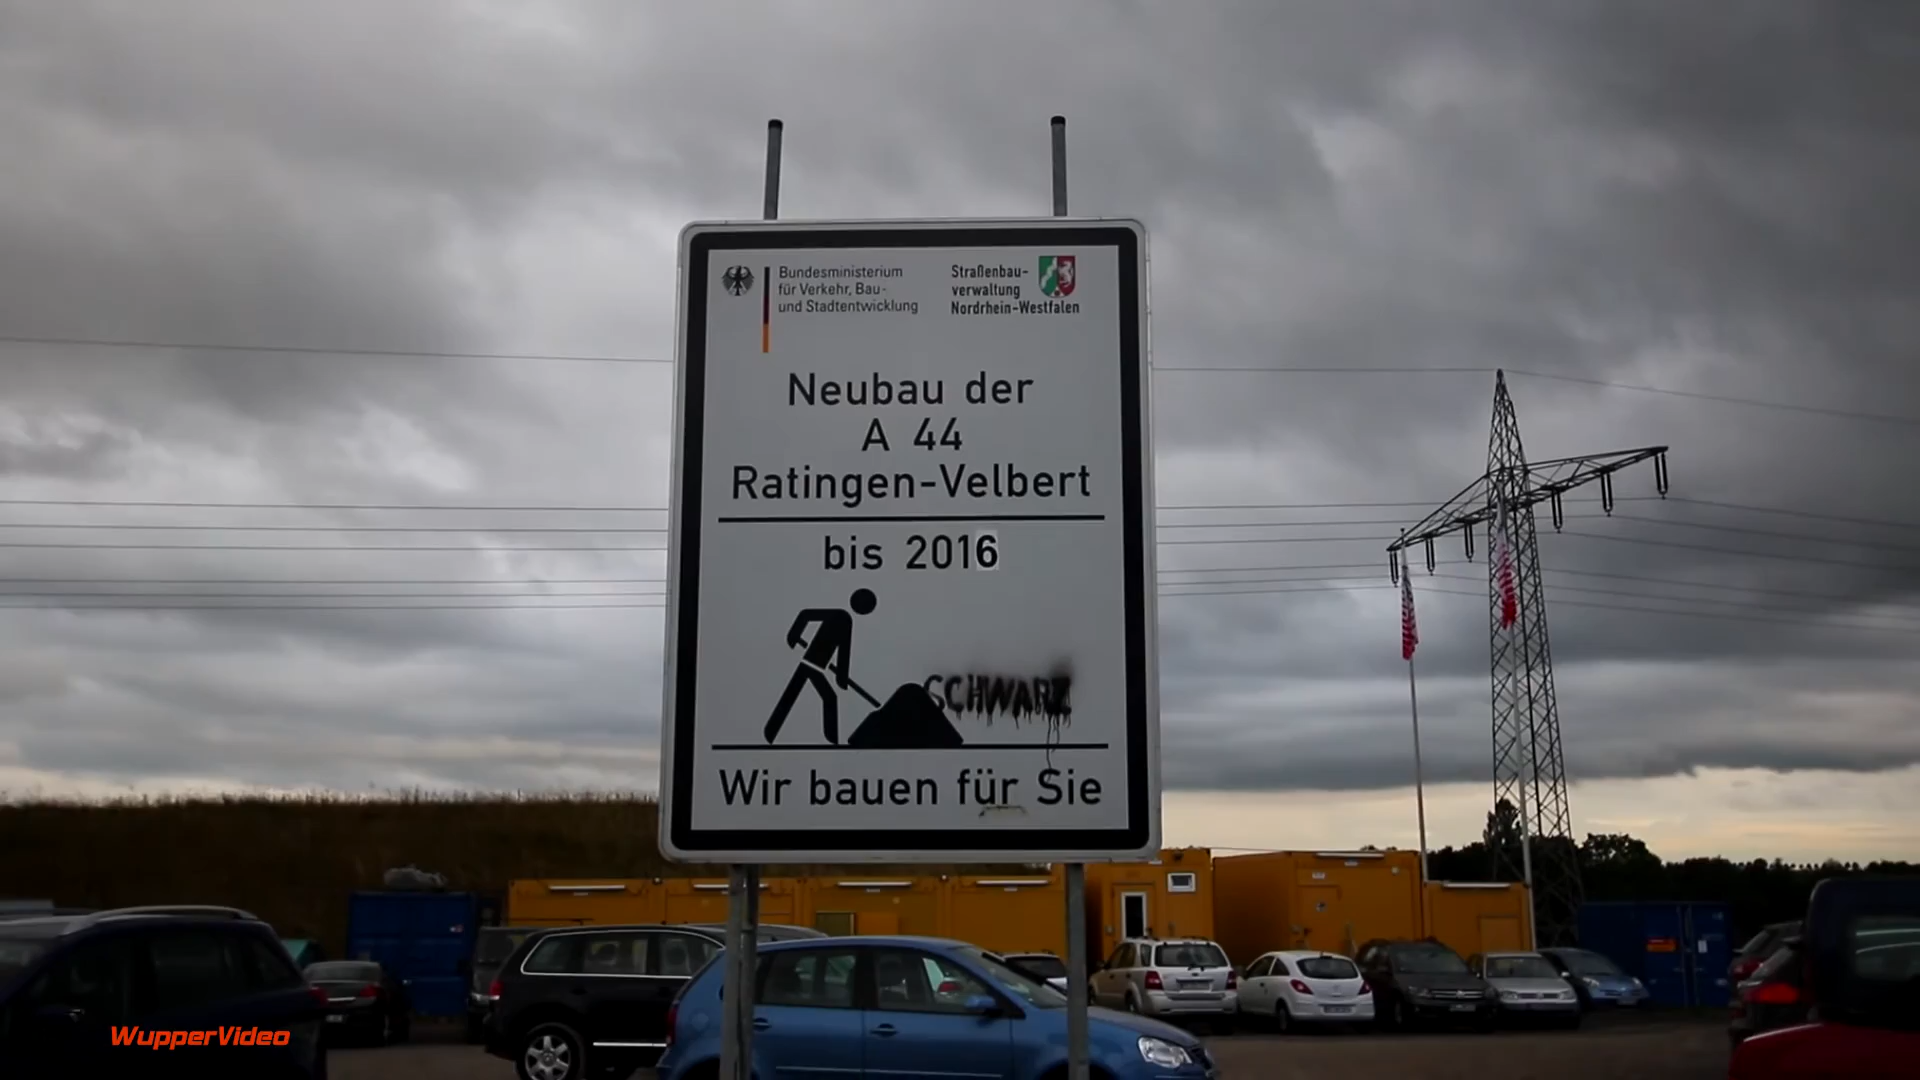 Bundesministerium
für Verkehr, Bau-
und Stadtentwicklung
Straßenbau-
verwaltung
Nordrhein-Westfalen
Neubau der
A 44
Ratingen-Velbert
bis 2016
SCHWARZ
Wir bauen für Sie
WupperVideo